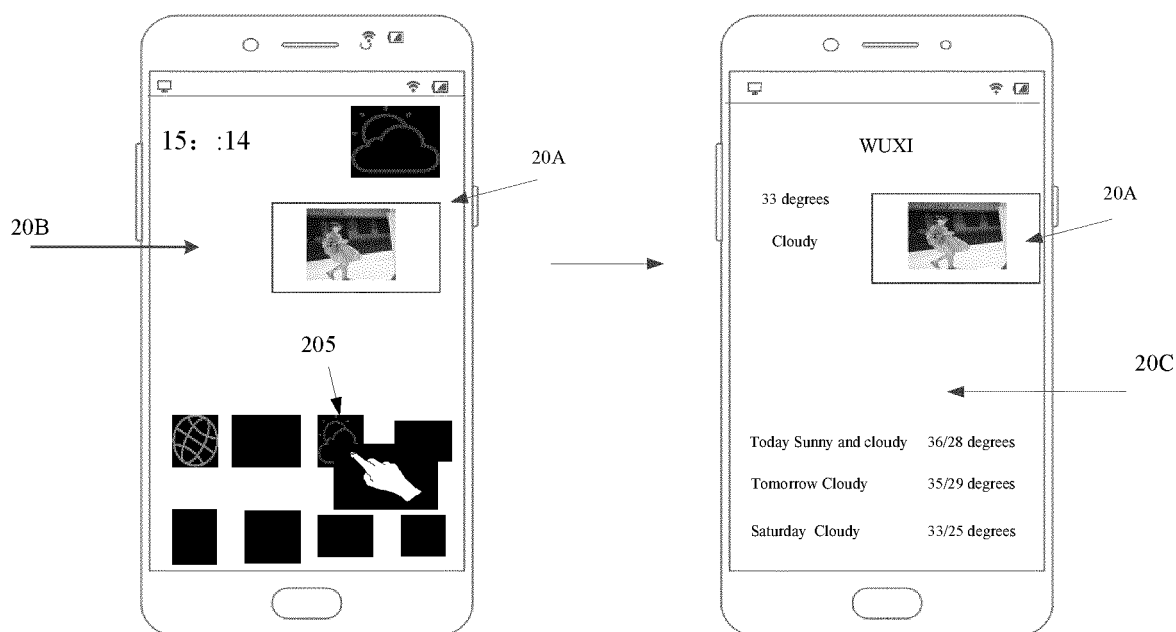 15: :14
20A
20B
205
WUXI
33 degrees
20A
Cloudy
20C
Today Sunny and cloudy 36/28 degrees
Tomorrow Cloudy 35/29 degrees
Saturday Cloudy 33/25 degrees